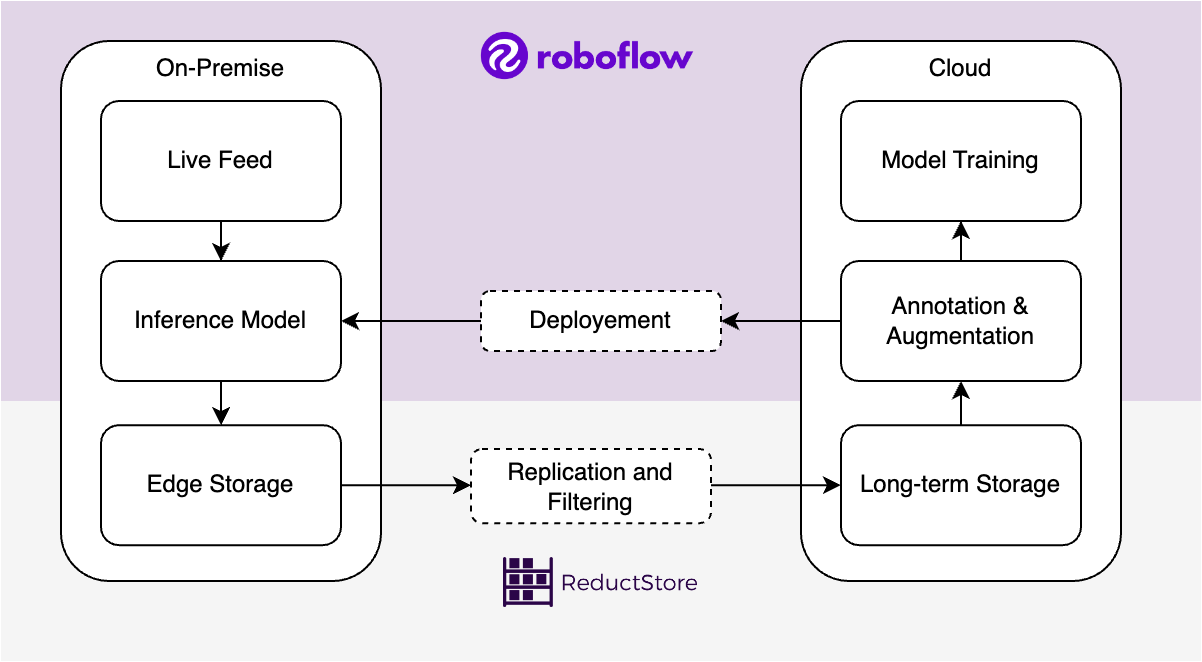 On-Premise
roboflow
Cloud
Live Feed
Model Training
Inference Model
Deployement
Annotation &
Augmentation
Edge Storage
Replication and
Filtering
Long-term Storage
ReductStore